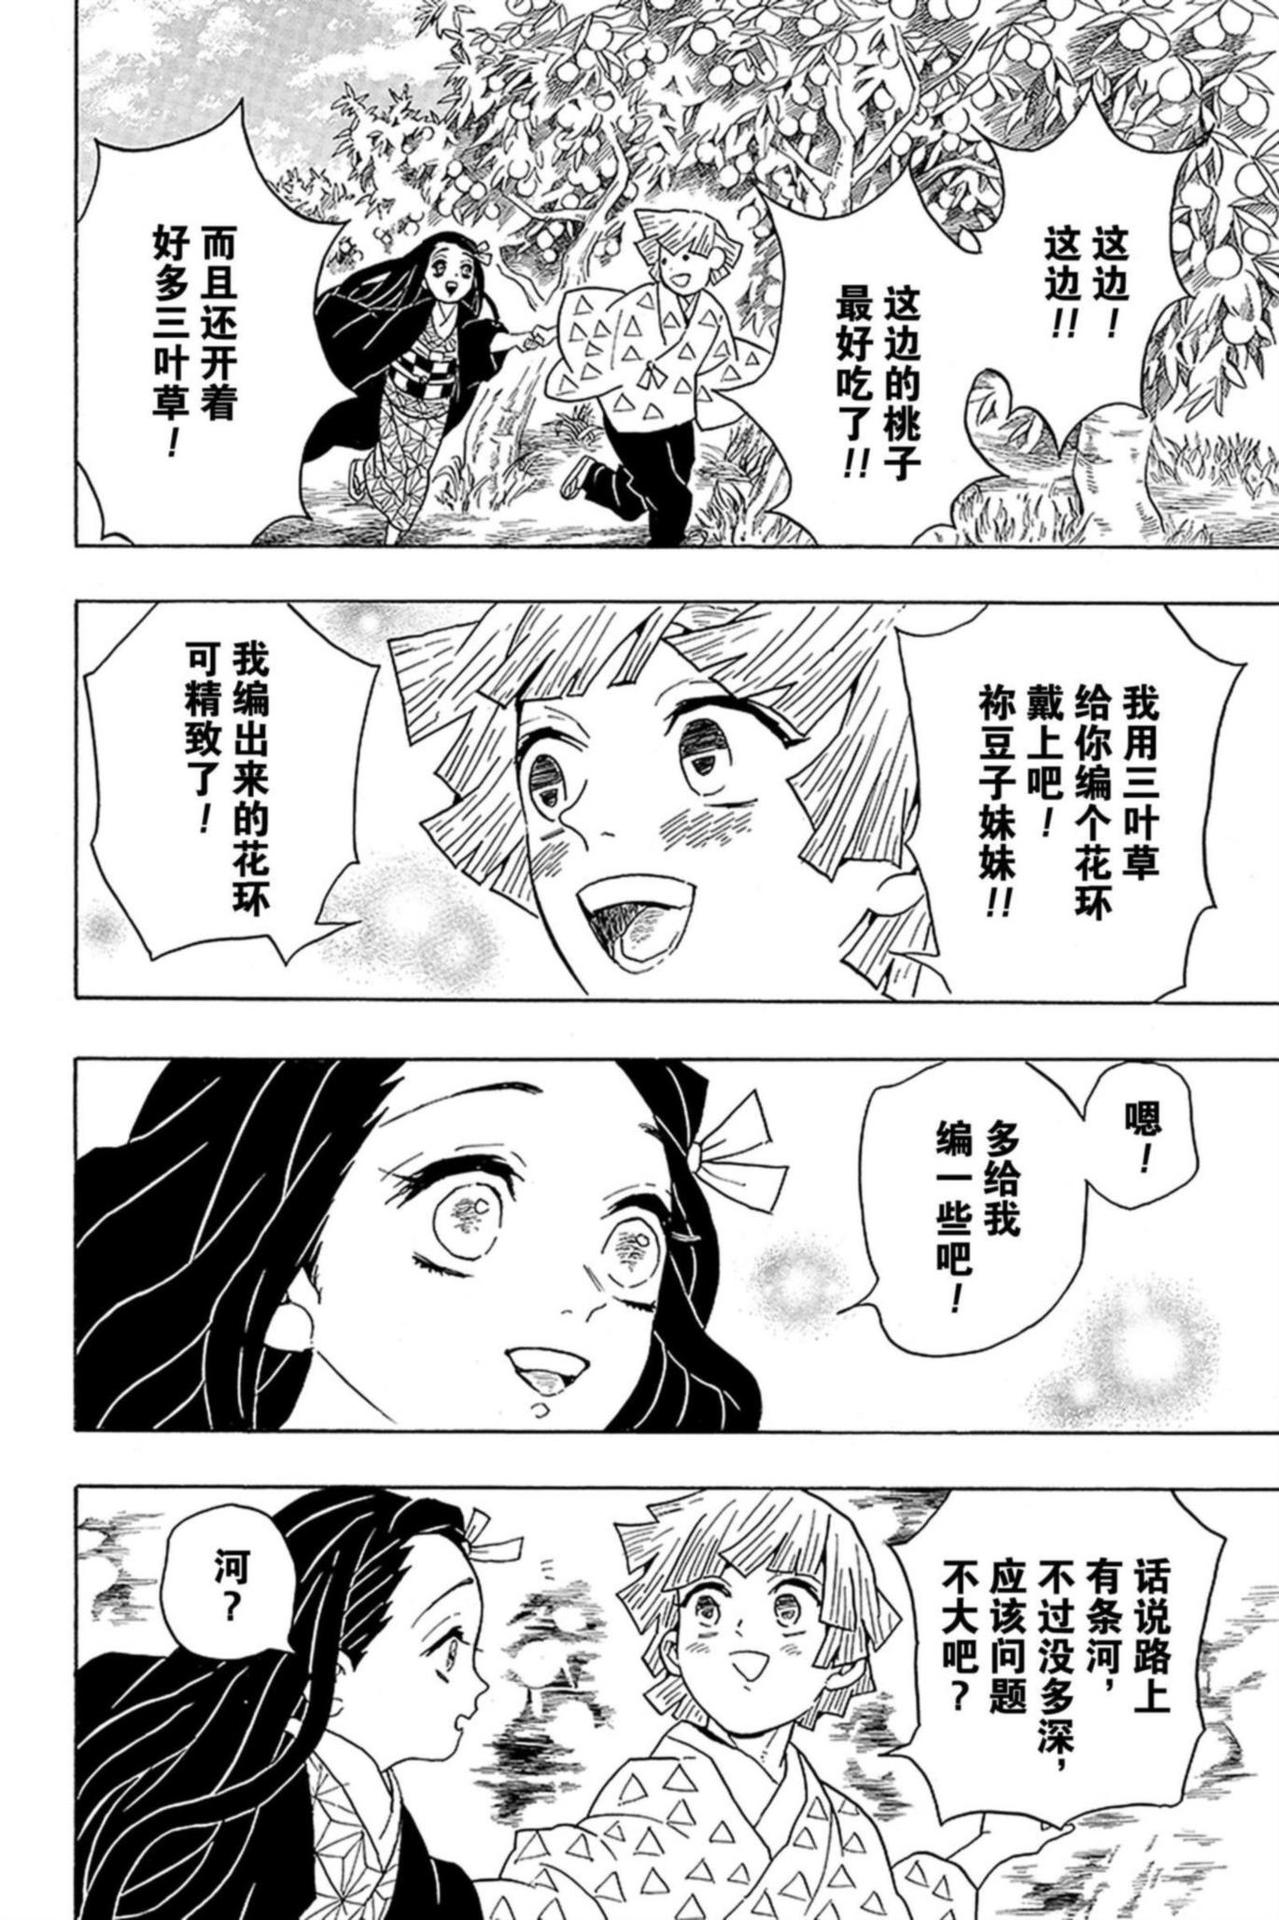 这边！
这边！！
这边的桃子
最好吃了！！
而且还开着
好多三叶草！
我用三叶草
给你编个花环
戴上吧！
祢豆子妹妹！！
我编出来的花环
可精致了！
嗯！
多给我
编一些吧！
话说路上
有条河，
不过没多深，
应该问题
不大吧？
河？